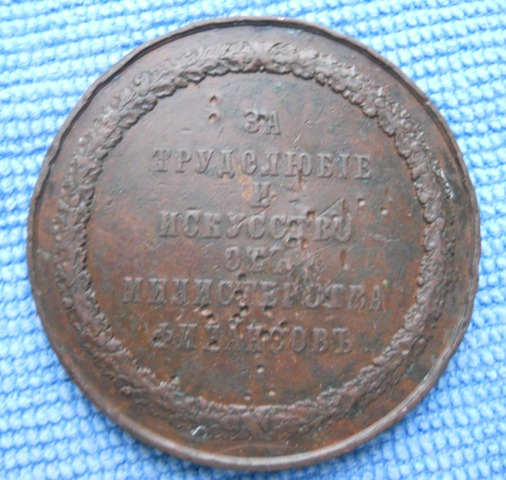 ЗА
ТРУДОЛЮБІЕ
И
ИСКУССТВО
ОТЪ
МИНИСТЕРСТВА
ФИНАНСОВЪ